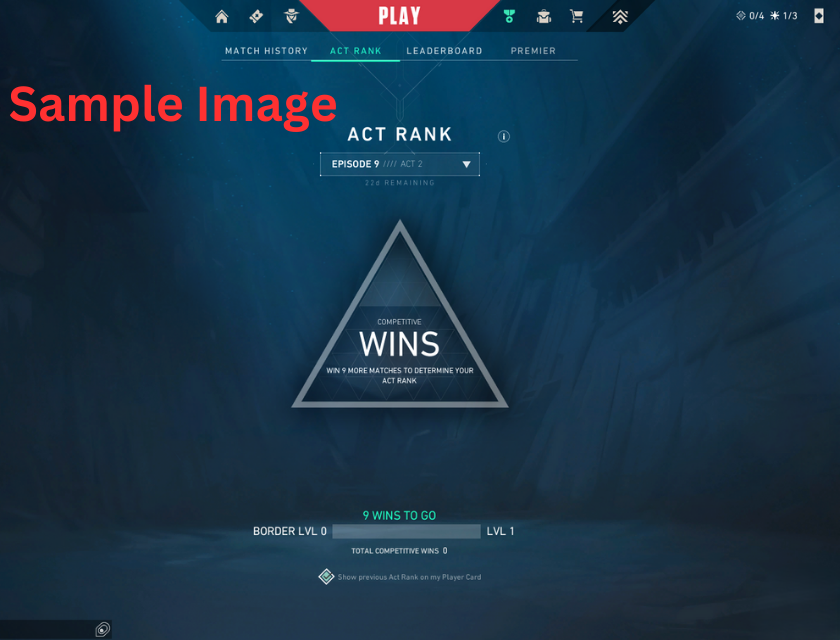 PLAY
0/4 1/3
MATCH HISTORY ACT RANK LEADERBOARD PREMIER
Sample Image
ACT RANK
EPISODE 9 //// ACT 2
22d REMAINING
COMPETITIVE
WINS
WIN 9 MORE MATCHES TO DETERMINE YOUR
ACT RANK
9 WINS TO GO
BORDER LVL 0 LVL 1
TOTAL COMPETITIVE WINS 0
Show previous Act Rank on my Player Card